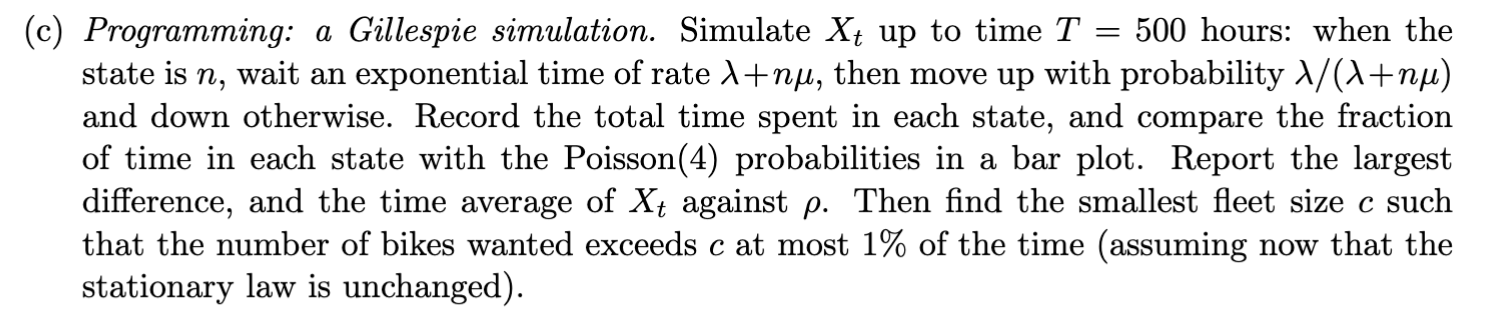 (c) Programming: a Gillespie simulation. Simulate Xₜ up to time T = 500 hours: when the
state is n, wait an exponential time of rate λ+nμ, then move up with probability λ/(λ+nμ)
and down otherwise. Record the total time spent in each state, and compare the fraction
of time in each state with the Poisson(4) probabilities in a bar plot. Report the largest
difference, and the time average of Xₜ against ρ. Then find the smallest fleet size c such
that the number of bikes wanted exceeds c at most 1% of the time (assuming now that the
stationary law is unchanged).